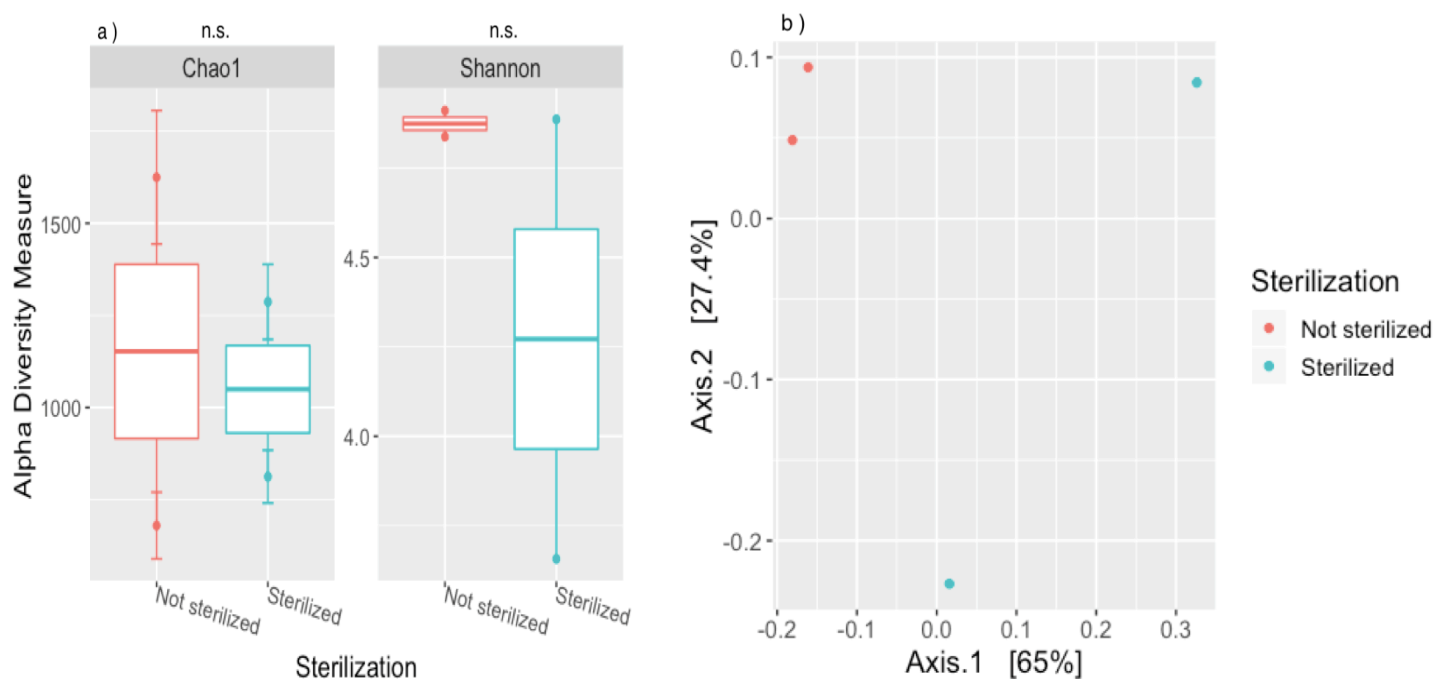 a )
n.s.
n.s.
Chao1
Shannon
Alpha Diversity Measure
1500
1000
4.5
4.0
Not sterilized
Sterilized
Not sterilized
Sterilized
Sterilization
b )
Axis.2 [27.4%]
0.1
0.0
-0.1
-0.2
-0.2 -0.1 0.0 0.1 0.2 0.3
Axis.1 [65%]
Sterilization
Not sterilized
Sterilized